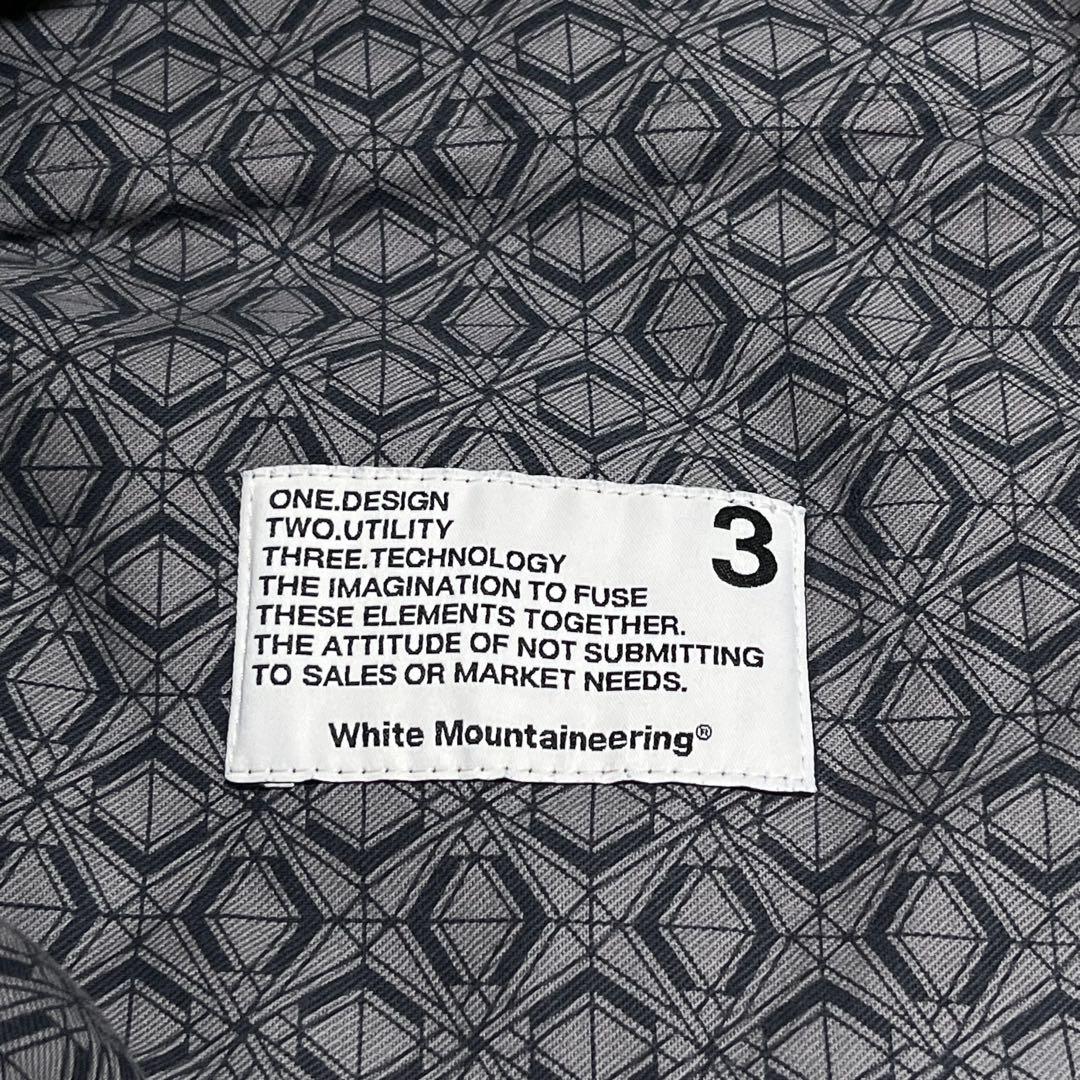 ONE.DESIGN
TWO.UTILITY
THREE.TECHNOLOGY
THE IMAGINATION TO FUSE
THESE ELEMENTS TOGETHER.
THE ATTITUDE OF NOT SUBMITTING
TO SALES OR MARKET NEEDS.
3
White Mountaineering®